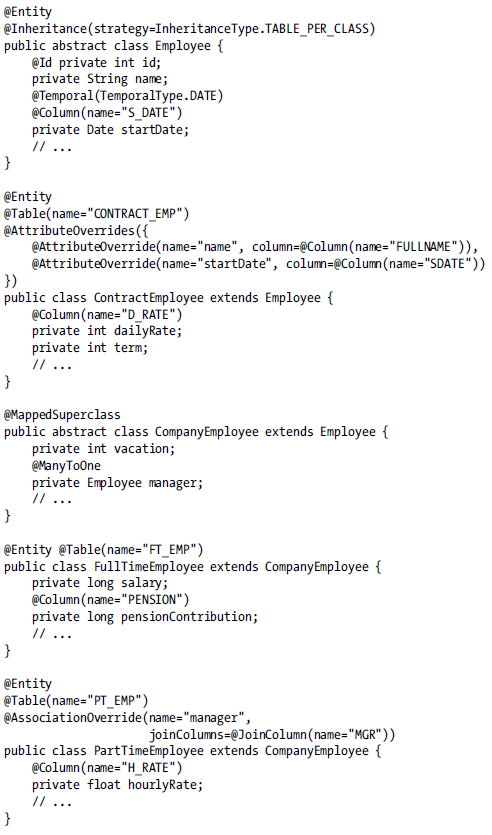 @Entity
@Inheritance(strategy=InheritanceType.TABLE_PER_CLASS)
public abstract class Employee {
    @Id private int id;
    private String name;
    @Temporal(TemporalType.DATE)
    @Column(name="S_DATE")
    private Date startDate;
    // ...
}

@Entity
@Table(name="CONTRACT_EMP")
@AttributeOverrides({
    @AttributeOverride(name="name", column=@Column(name="FULLNAME")),
    @AttributeOverride(name="startDate", column=@Column(name="SDATE"))
})
public class ContractEmployee extends Employee {
    @Column(name="D_RATE")
    private int dailyRate;
    private int term;
    // ...
}

@MappedSuperclass
public abstract class CompanyEmployee extends Employee {
    private int vacation;
    @ManyToOne
    private Employee manager;
    // ...
}

@Entity @Table(name="FT_EMP")
public class FullTimeEmployee extends CompanyEmployee {
    private long salary;
    @Column(name="PENSION")
    private long pensionContribution;
    // ...
}

@Entity
@Table(name="PT_EMP")
@AssociationOverride(name="manager",
                     joinColumns=@JoinColumn(name="MGR"))
public class PartTimeEmployee extends CompanyEmployee {
    @Column(name="H_RATE")
    private float hourlyRate;
    // ...
}